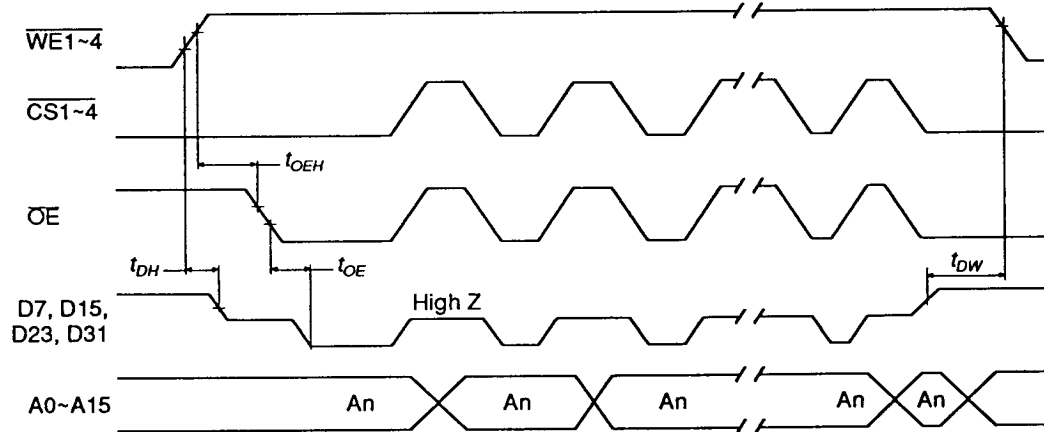 WE1~4
CS1~4
tOEH
OE
tDH
tOE
tDW
High Z
D7, D15,
D23, D31
A0~A15
An
An
An
An
An